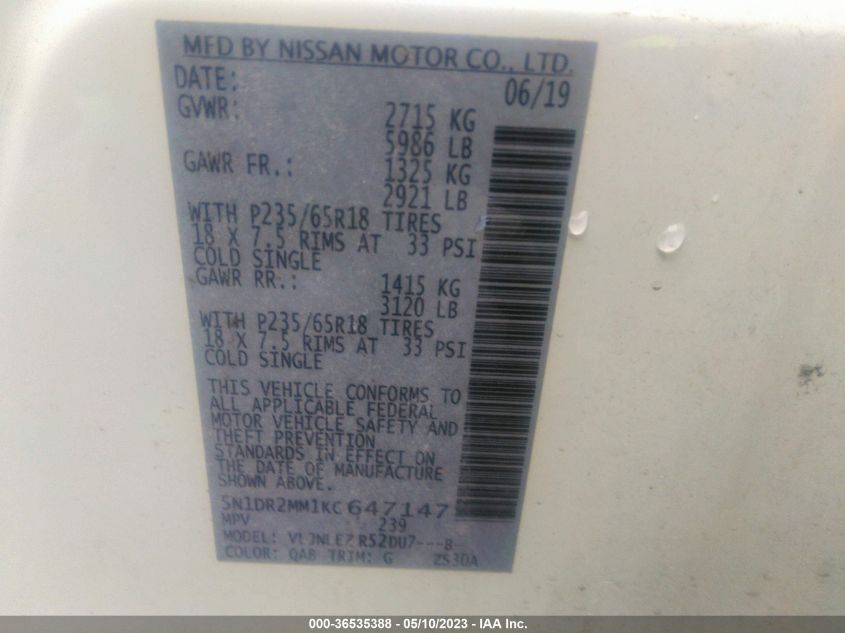 MFD BY NISSAN MOTOR CO., LTD.
DATE: 06/19
GVWR: 2715 KG
5986 LB
GAWR FR.: 1325 KG
2921 LB
WITH P235/65R18 TIRES
18 X 7.5 RIMS AT 33 PSI
COLD SINGLE
GAWR RR.: 1415 KG
3120 LB
WITH P235/65R18 TIRES
18 X 7.5 RIMS AT 33 PSI
COLD SINGLE
THIS VEHICLE CONFORMS TO
ALL APPLICABLE FEDERAL
MOTOR VEHICLE SAFETY AND
THEFT PREVENTION
STANDARDS IN EFFECT ON
THE DATE OF MANUFACTURE
SHOWN ABOVE.
5N1DR2MM1KC647147
MPV 239
MODEL: R52DU7---B-
COLOR: QAB TRIM: G 2S30A
000-36535388 - 05/10/2023 - IAA Inc.